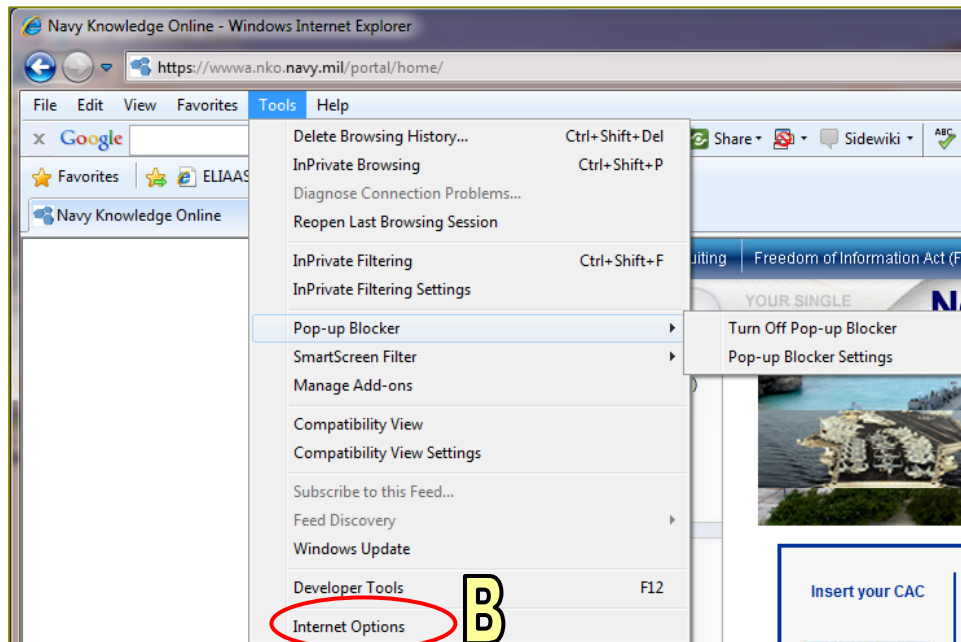 Navy Knowledge Online - Windows Internet Explorer
https://wwwa.nko.navy.mil/portal/home/
File Edit View Favorites Tools Help
x Google Share Sidewiki ABC
Favorites ELIAAS
Navy Knowledge Online
Delete Browsing History... Ctrl+Shift+Del
InPrivate Browsing Ctrl+Shift+P
Diagnose Connection Problems...
Reopen Last Browsing Session
InPrivate Filtering Ctrl+Shift+F
InPrivate Filtering Settings
Pop-up Blocker
SmartScreen Filter
Manage Add-ons
Compatibility View
Compatibility View Settings
Subscribe to this Feed...
Feed Discovery
Windows Update
Developer Tools F12
Internet Options
B
Turn Off Pop-up Blocker
Pop-up Blocker Settings
uiting Freedom of Information Act (F
YOUR SINGLE
Insert your CAC